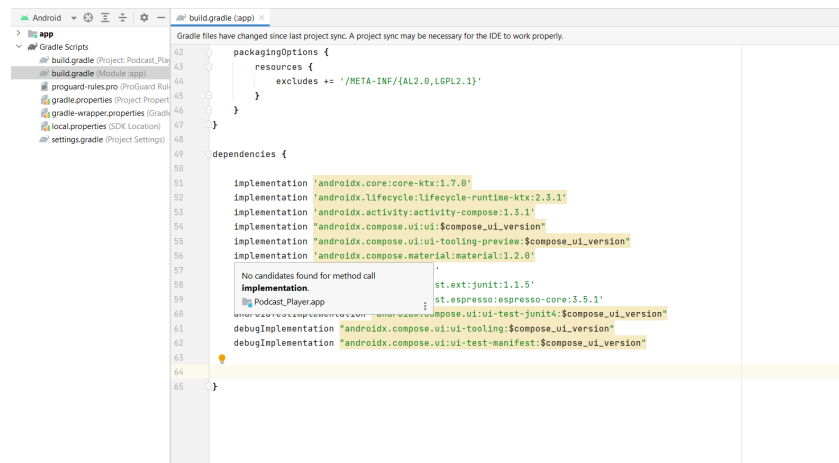 Android
build.gradle (:app)
Gradle files have changed since last project sync. A project sync may be necessary for the IDE to work properly.
app
Gradle Scripts
build.gradle (Project: Podcast_Play
build.gradle (Module :app)
proguard-rules.pro (ProGuard Rule
gradle.properties (Project Propert
gradle-wrapper.properties (Gradle
local.properties (SDK Location)
settings.gradle (Project Settings)
42 packagingOptions {
43 resources {
44 excludes += '/META-INF/{AL2.0,LGPL2.1}'
45 }
46 }
47 }
48
49 dependencies {
50
51 implementation 'androidx.core:core-ktx:1.7.0'
52 implementation 'androidx.lifecycle:lifecycle-runtime-ktx:2.3.1'
53 implementation 'androidx.activity:activity-compose:1.3.1'
54 implementation "androidx.compose.ui:ui:$compose_ui_version"
55 implementation "androidx.compose.ui:ui-tooling-preview:$compose_ui_version"
56 implementation 'androidx.compose.material:material:1.2.0'
57 '
58 st.ext:junit:1.1.5'
59 st.espresso:espresso-core:3.5.1'
60 androidTestImplementation "androidx.compose.ui:ui-test-junit4:$compose_ui_version"
61 debugImplementation "androidx.compose.ui:ui-tooling:$compose_ui_version"
62 debugImplementation "androidx.compose.ui:ui-test-manifest:$compose_ui_version"
63
64
65 }
No candidates found for method call
implementation.
Podcast_Player.app